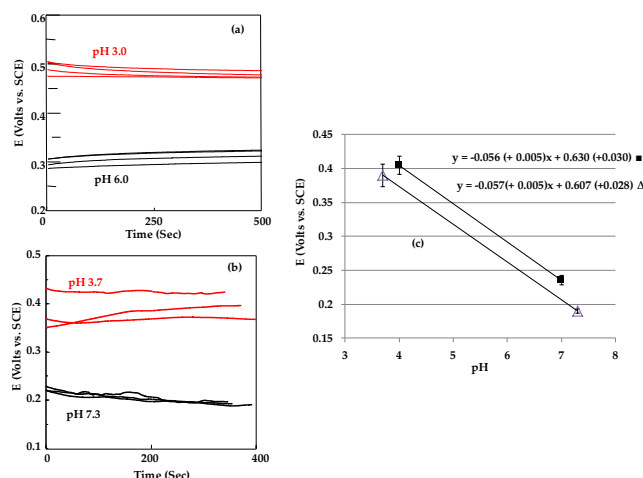 0.6
0.5
0.4
0.3
0.2
E (Volts vs. SCE)
(a)
pH 3.0
pH 6.0
0 250 500
Time (Sec)
0.5
0.4
0.3
0.2
0.1
E (Volts vs. SCE)
(b)
pH 3.7
pH 7.3
0 200 400
Time (Sec)
0.45
0.4
0.35
0.3
0.25
0.2
0.15
E (Volts vs. SCE)
y = -0.056 (+ 0.005)x + 0.630 (+0.030) ■
y = -0.057(+ 0.005)x + 0.607 (+0.028) Δ
(c)
3 4 5 6 7 8
pH